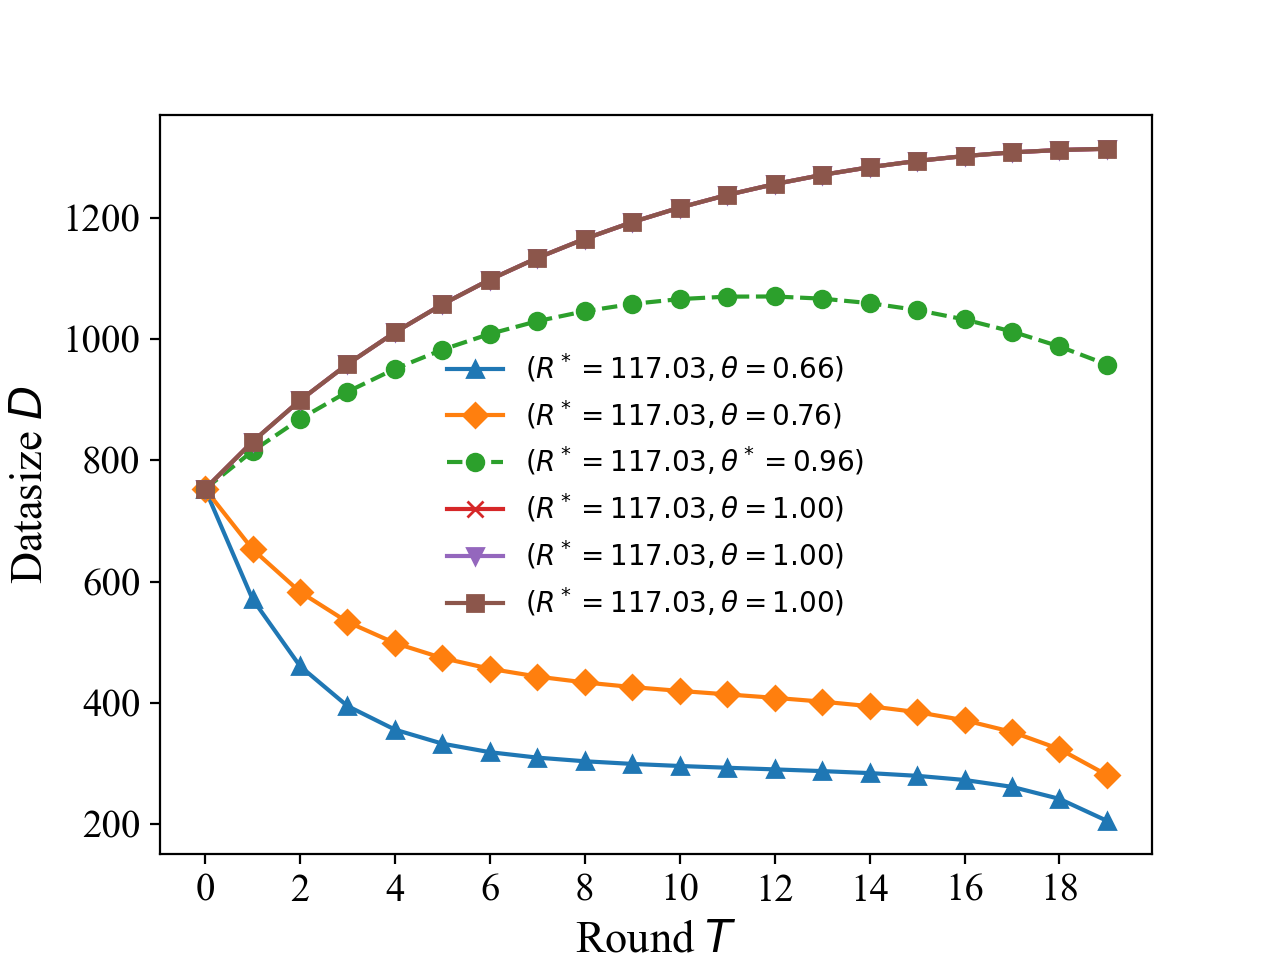 1200
1000
800
600
400
200
Datasize D
(R* = 117.03, θ = 0.66)
(R* = 117.03, θ = 0.76)
(R* = 117.03, θ* = 0.96)
(R* = 117.03, θ = 1.00)
(R* = 117.03, θ = 1.00)
(R* = 117.03, θ = 1.00)
0 2 4 6 8 10 12 14 16 18
Round T